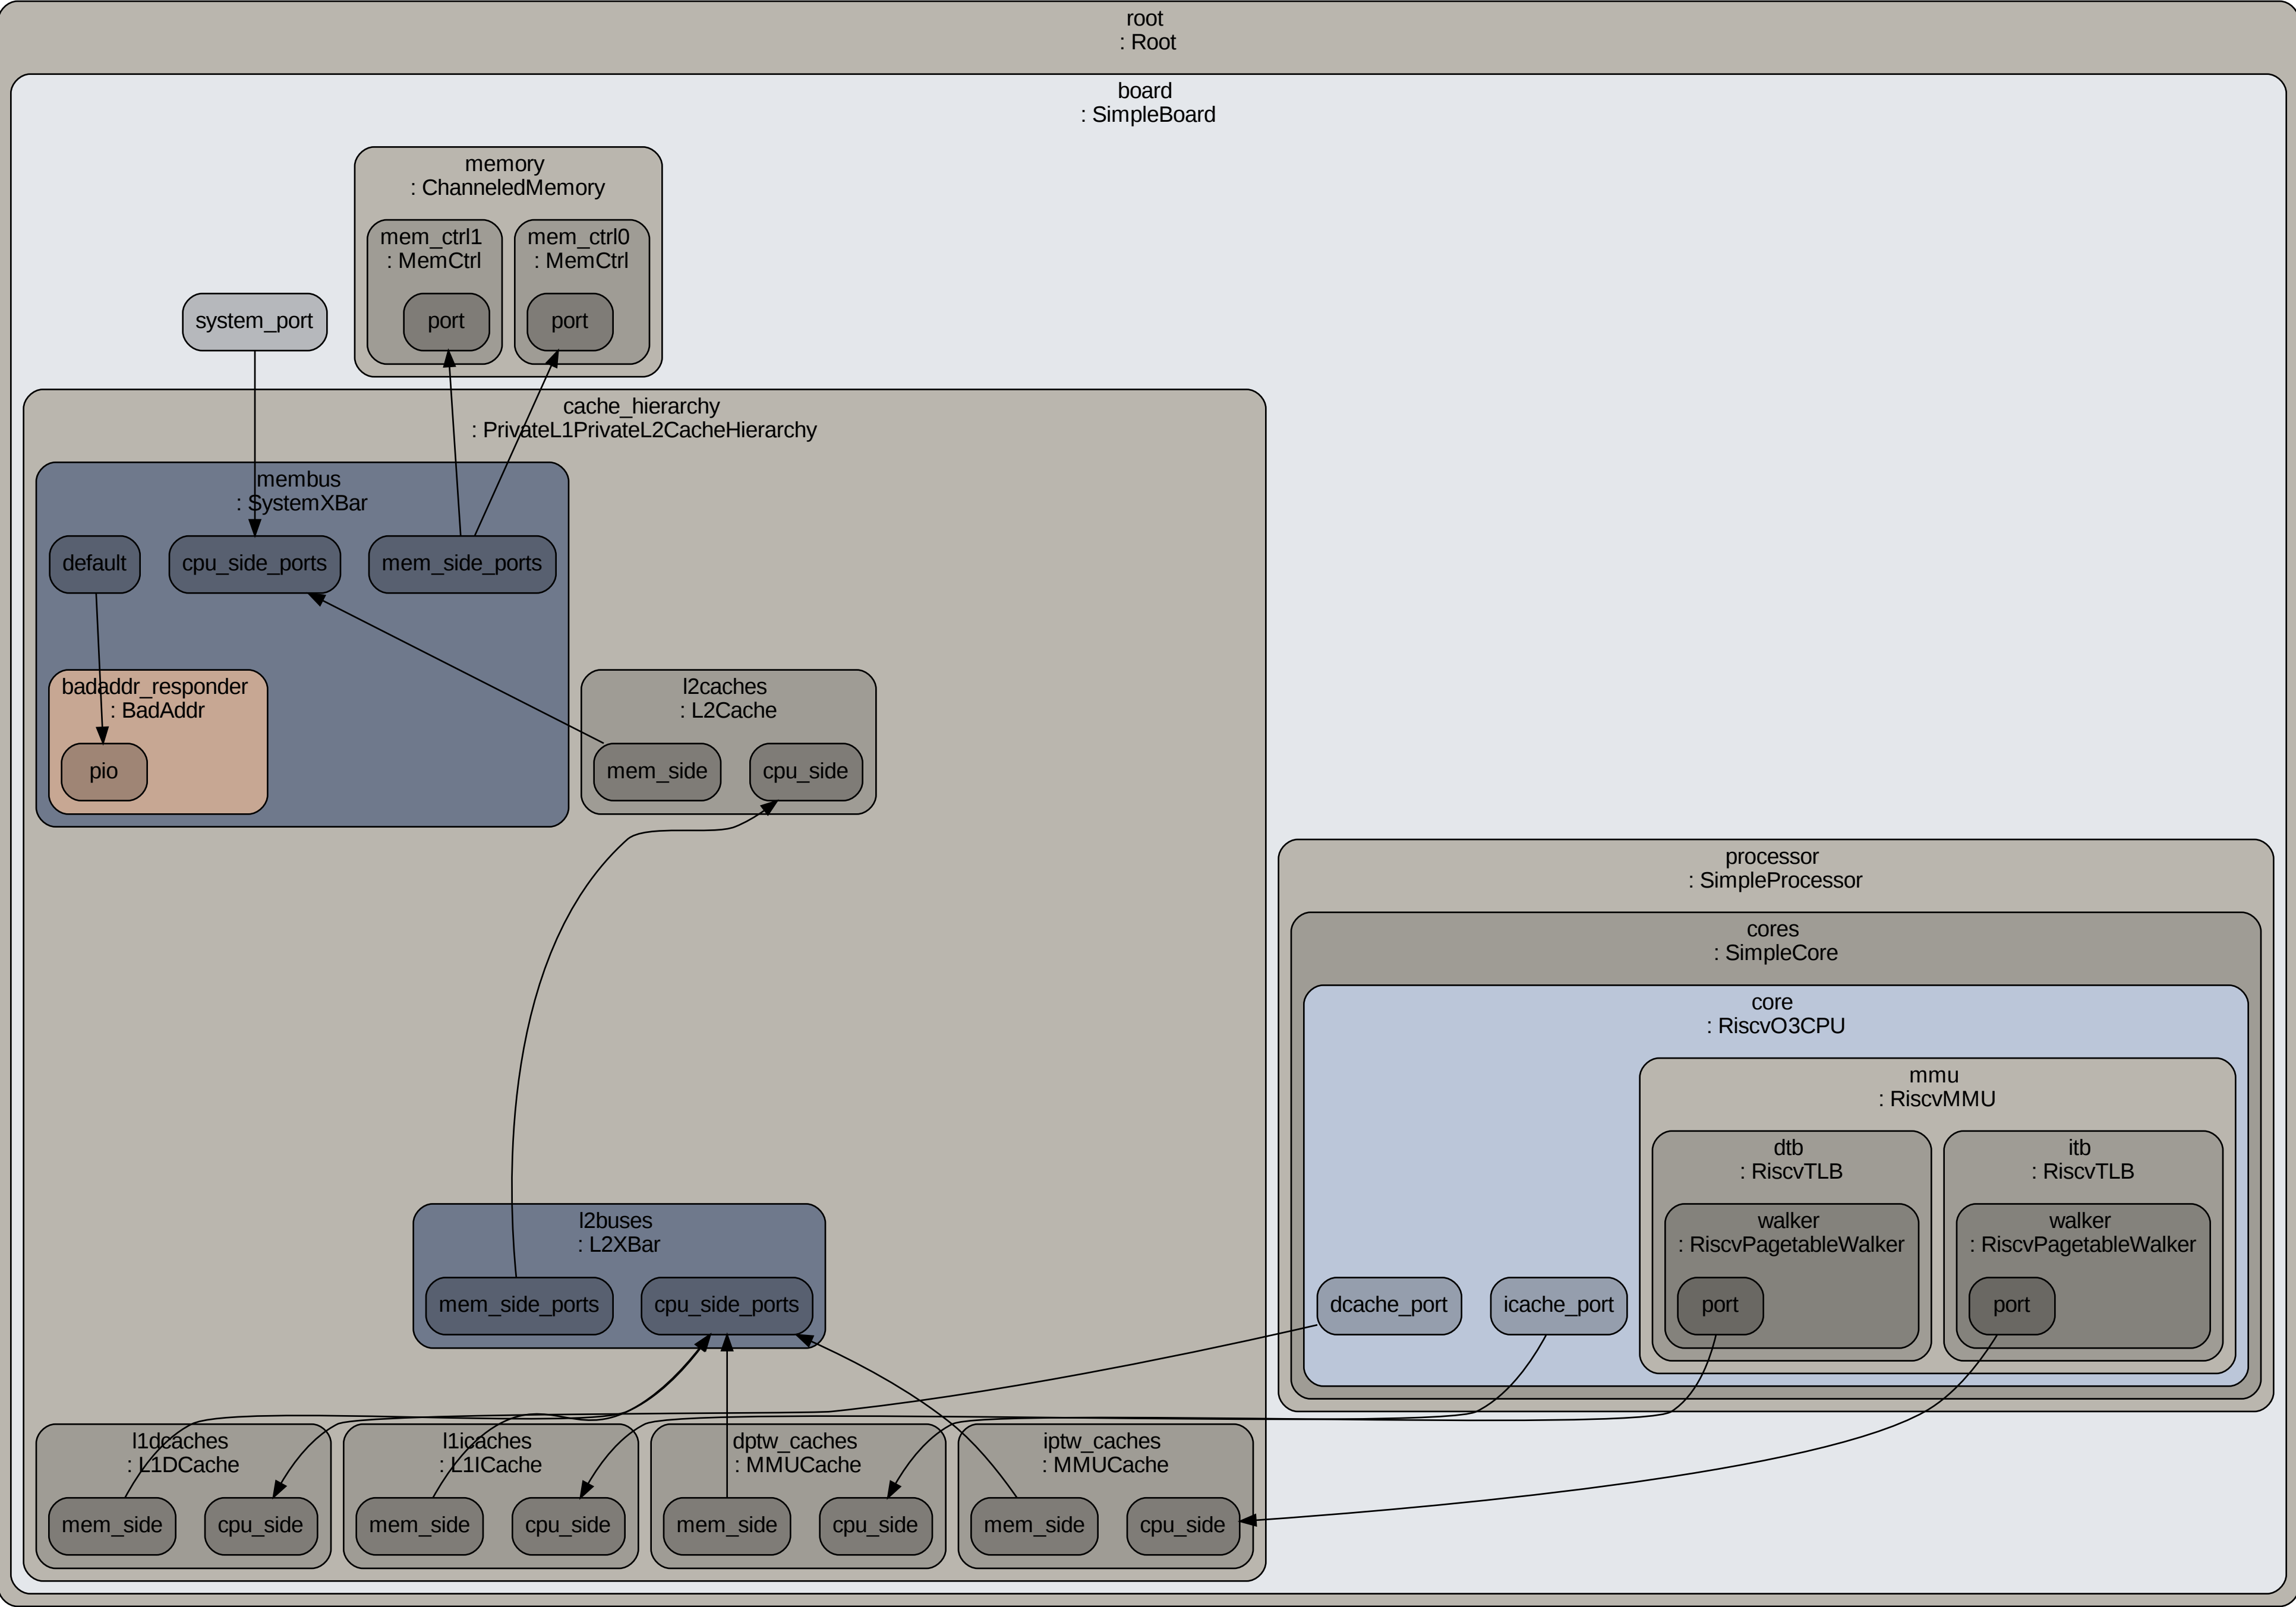 root
: Root
board
: SimpleBoard
memory
: ChanneledMemory
mem_ctrl1
: MemCtrl
port
mem_ctrl0
: MemCtrl
port
system_port
cache_hierarchy
: PrivateL1PrivateL2CacheHierarchy
membus
: SystemXBar
default
cpu_side_ports
mem_side_ports
badaddr_responder
: BadAddr
pio
l2caches
: L2Cache
mem_side
cpu_side
processor
: SimpleProcessor
cores
: SimpleCore
core
: RiscvO3CPU
mmu
: RiscvMMU
dtb
: RiscvTLB
walker
: RiscvPagetableWalker
port
itb
: RiscvTLB
walker
: RiscvPagetableWalker
port
dcache_port
icache_port
l2buses
: L2XBar
mem_side_ports
cpu_side_ports
l1dcaches
: L1DCache
mem_side
cpu_side
l1icaches
: L1ICache
mem_side
cpu_side
dptw_caches
: MMUCache
mem_side
cpu_side
iptw_caches
: MMUCache
mem_side
cpu_side